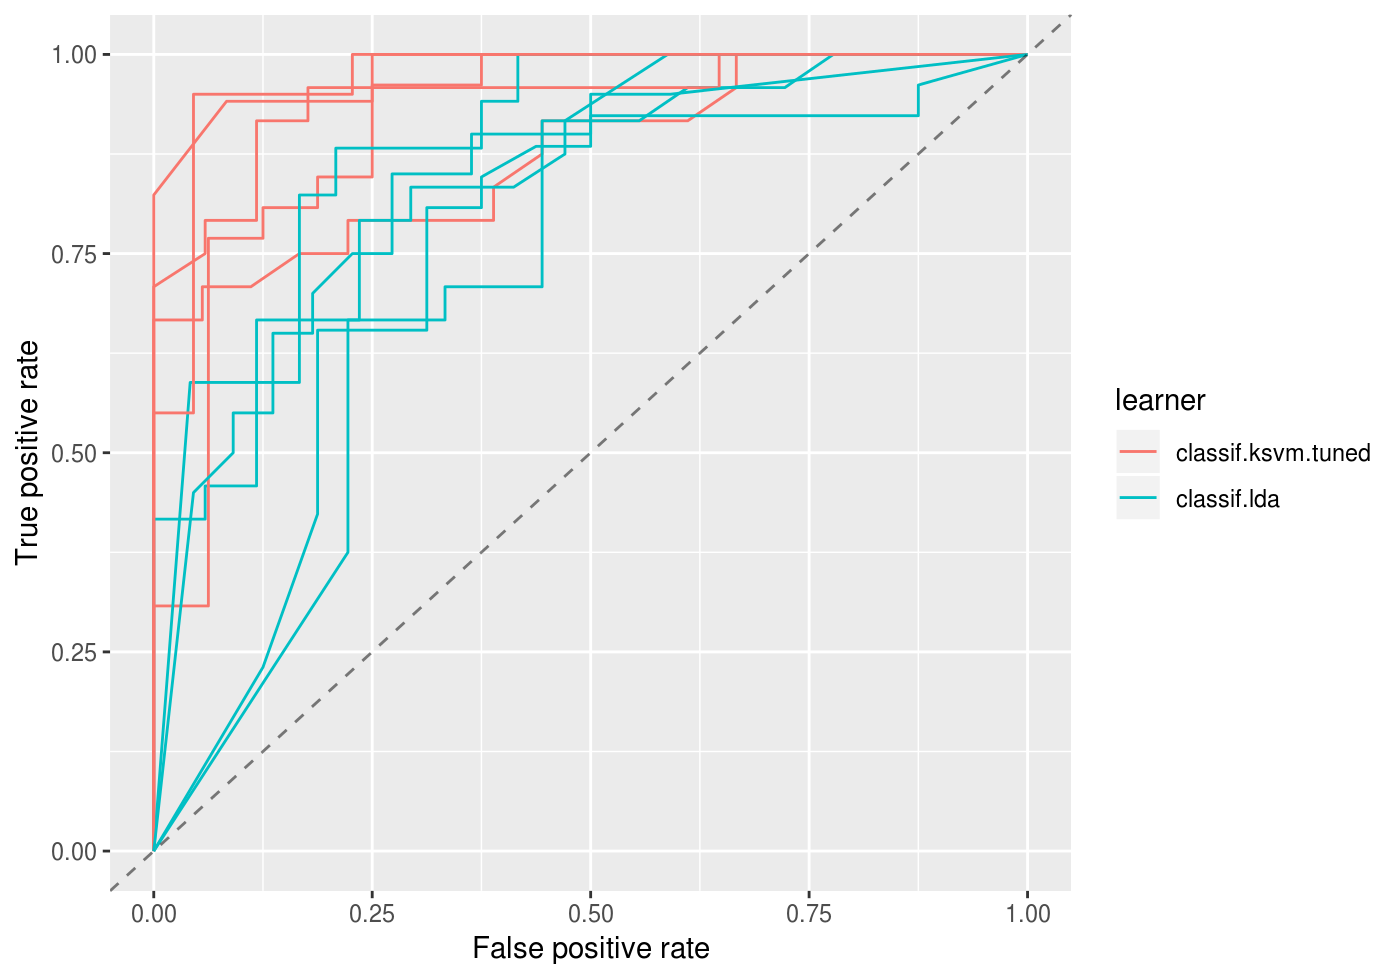 1.00
0.75
0.50
0.25
0.00
True positive rate
0.00 0.25 0.50 0.75 1.00
False positive rate
learner
classif.ksvm.tuned
classif.lda